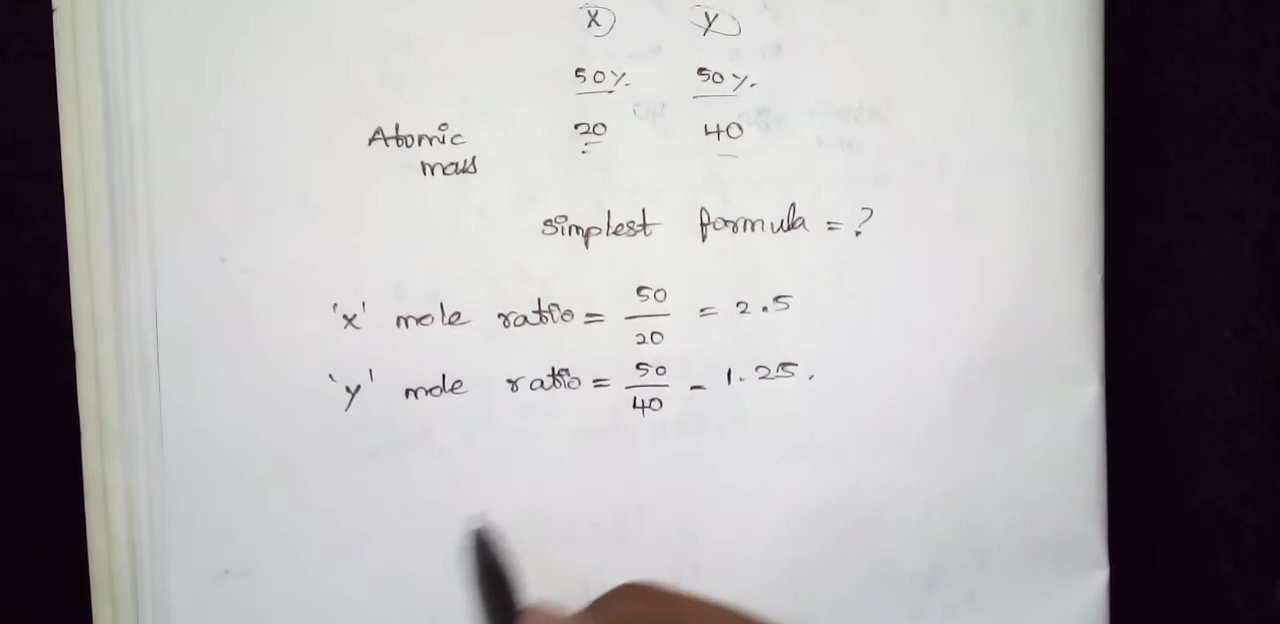 X Y
50%. 50%.
Atomic 20 40
mass
Simplest formula = ?
'x' mole ratio = 50/20 = 2.5
'y' mole ratio = 50/40 - 1.25.